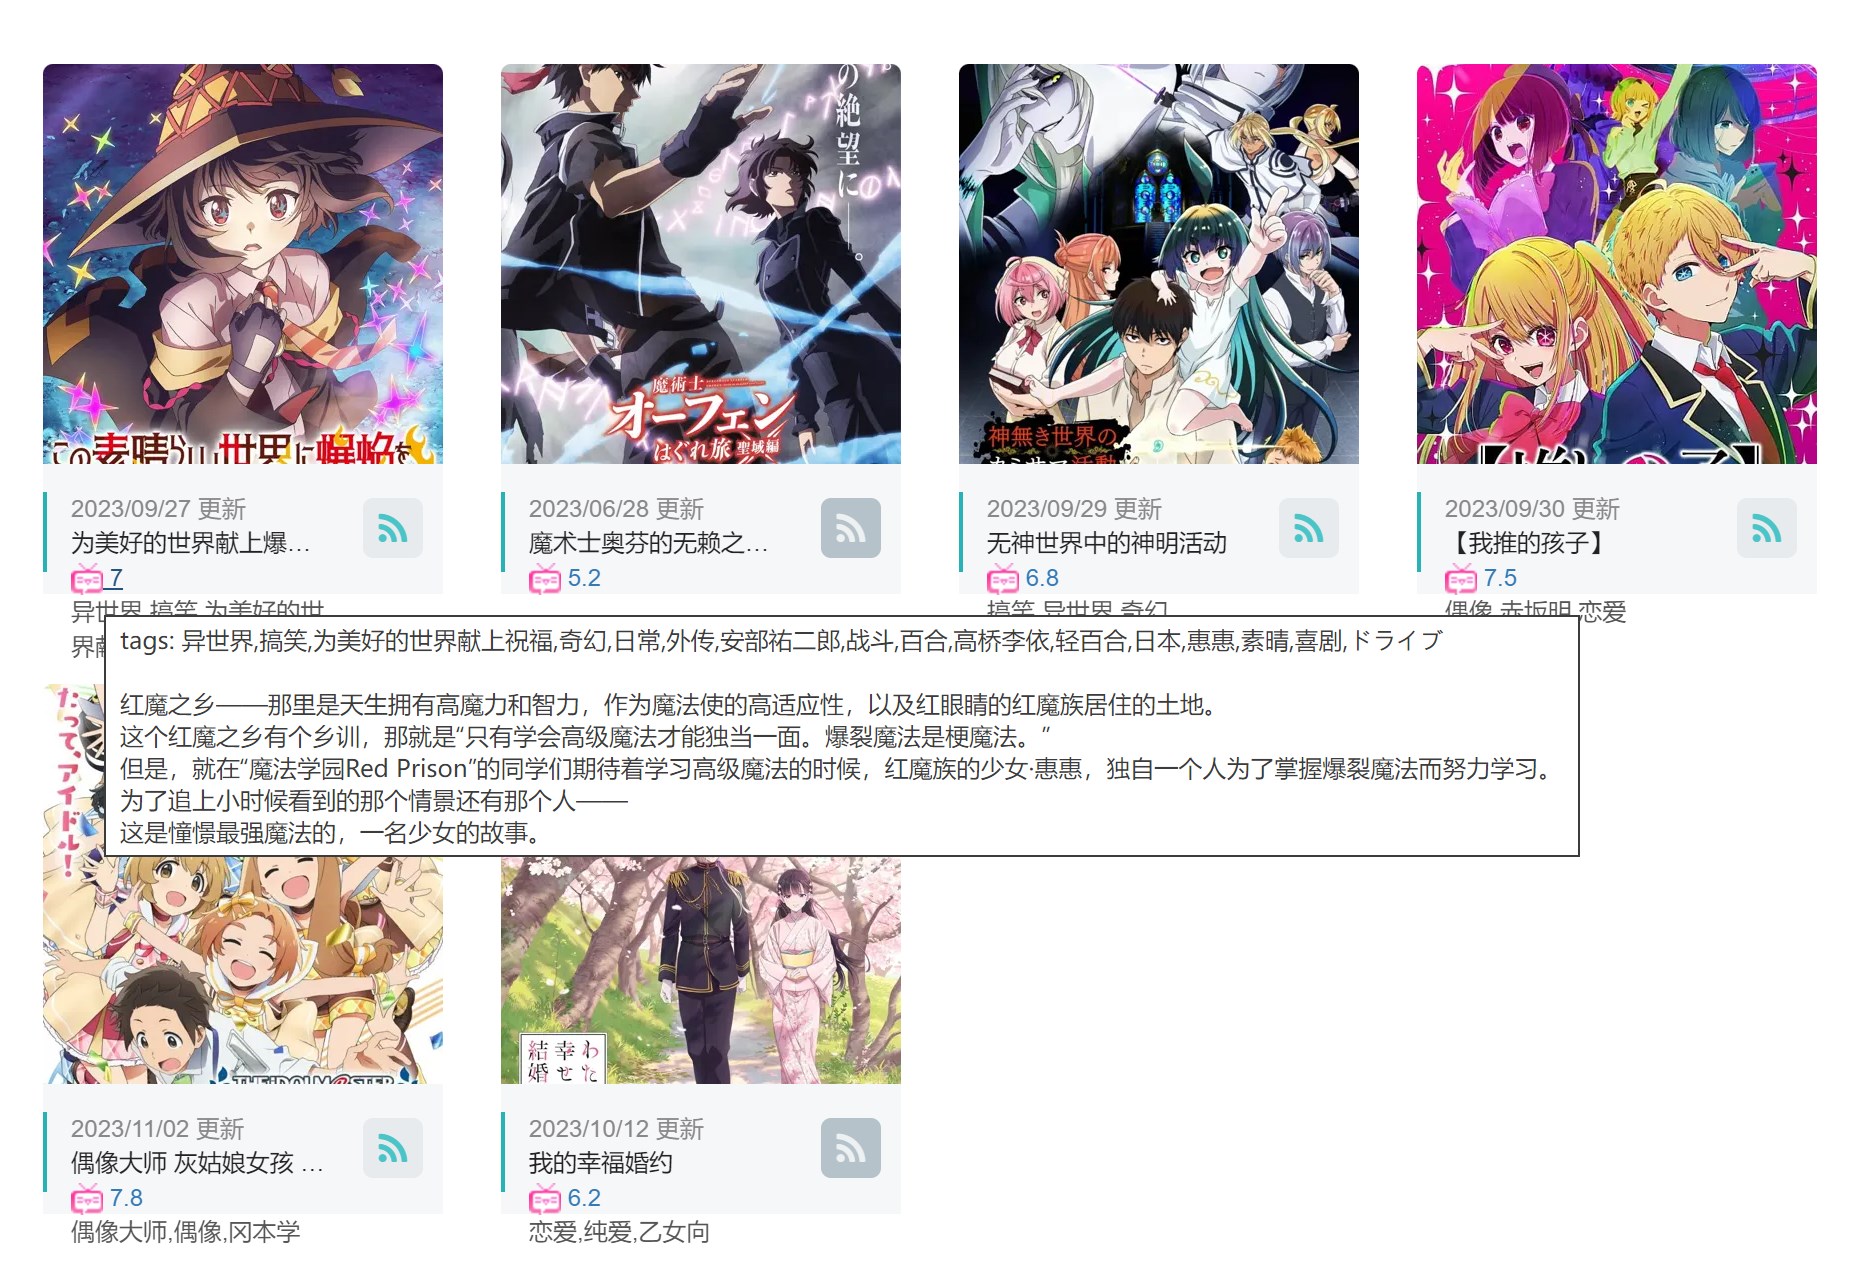 の絶望に——。
魔術士
オーフェン
はぐれ旅 聖域編
神無き世界の
この素晴らしい世界に爆焔を
2023/09/27 更新
为美好的世界献上爆…
7
2023/06/28 更新
魔术士奥芬的无赖之…
5.2
2023/09/29 更新
无神世界中的神明活动
6.8
2023/09/30 更新
【我推的孩子】
7.5
异世界,搞笑,为美好的世
搞笑,异世界,奇幻
偶像,赤坂明,恋爱
tags: 异世界,搞笑,为美好的世界献上祝福,奇幻,日常,外传,安部祐二郎,战斗,百合,高桥李依,轻百合,日本,惠惠,素晴,喜剧,ドライブ
红魔之乡——那里是天生拥有高魔力和智力，作为魔法使的高适应性，以及红眼睛的红魔族居住的土地。
这个红魔之乡有个乡训，那就是“只有学会高级魔法才能独当一面。爆裂魔法是梗魔法。”
但是，就在“魔法学园Red Prison”的同学们期待着学习高级魔法的时候，红魔族的少女·惠惠，独自一个人为了掌握爆裂魔法而努力学习。
为了追上小时候看到的那个情景还有那个人——
这是憧憬最强魔法的，一名少女的故事。
たって、アイドル！
THE IDOLM@STER
わた
幸せ
結婚
2023/11/02 更新
偶像大师 灰姑娘女孩 …
7.8
偶像大师,偶像,冈本学
2023/10/12 更新
我的幸福婚约
6.2
恋爱,纯爱,乙女向